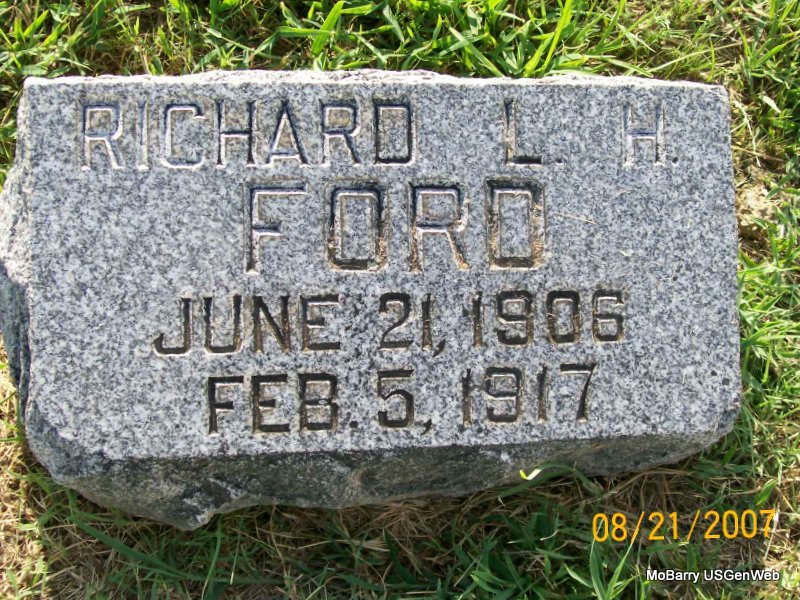 RICHARD L. H.
FORD
JUNE 21, 1906
FEB. 5, 1917
08/21/2007
MoBarry USGenWeb